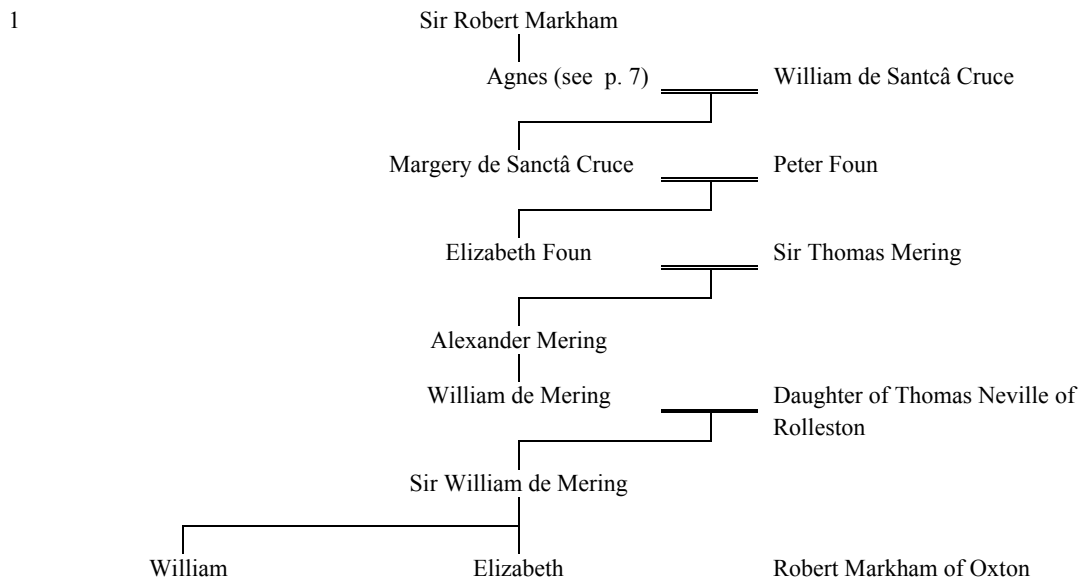 1 Sir Robert Markham
Agnes (see p. 7) William de Santcâ Cruce
Margery de Sanctâ Cruce Peter Foun
Elizabeth Foun Sir Thomas Mering
Alexander Mering
William de Mering Daughter of Thomas Neville of
Rolleston
Sir William de Mering
William Elizabeth Robert Markham of Oxton